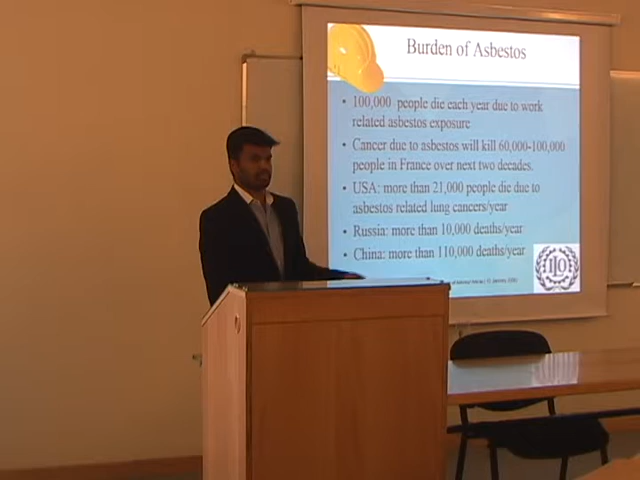 Burden of Asbestos
• 100,000 people die each year due to work
related asbestos exposure
• Cancer due to asbestos will kill 60,000-100,000
people in France over next two decades.
• USA: more than 21,000 people die due to
asbestos related lung cancers/year
• Russia: more than 10,000 deaths/year
• China: more than 110,000 deaths/year
ILO